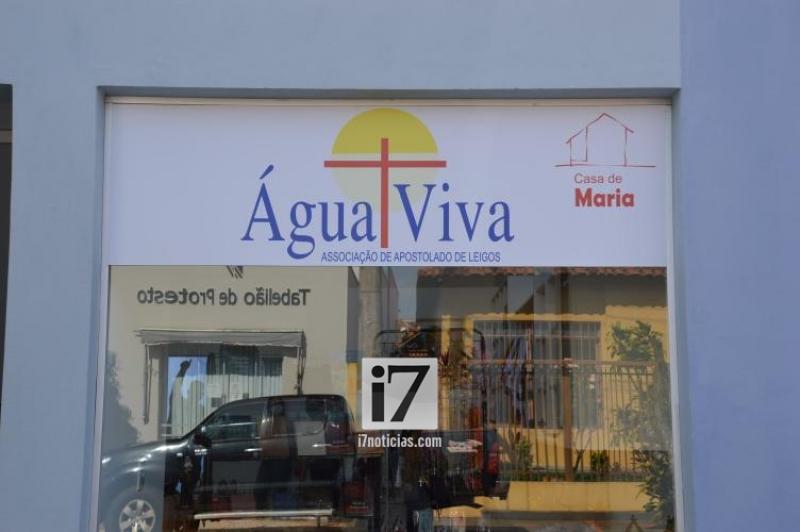 Água Viva
ASSOCIAÇÃO DE APOSTOLADO DE LEIGOS
Casa de
Maria
Tabelião de Protesto
i7
i7noticias.com